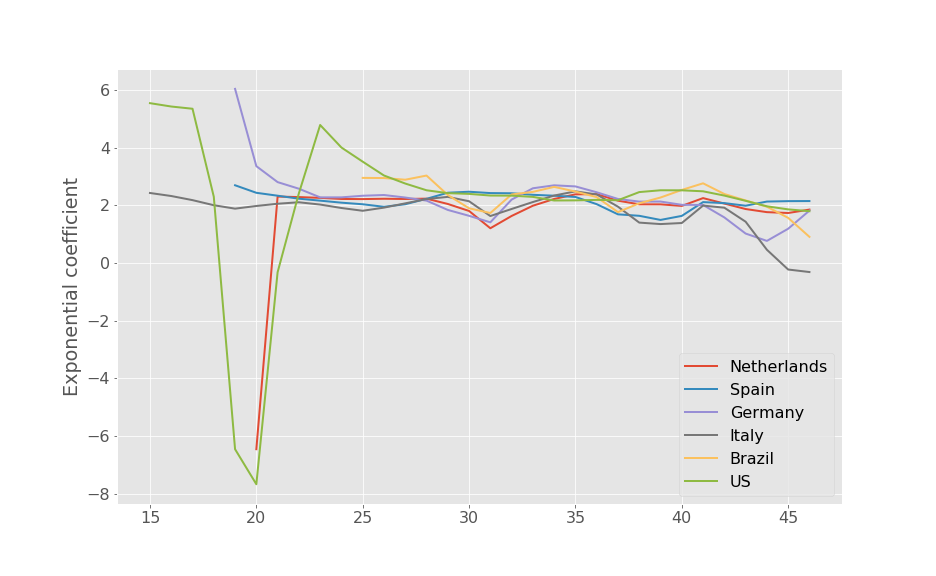 Exponential coefficient
6
4
2
0
−2
−4
−6
−8
15 20 25 30 35 40 45
Netherlands
Spain
Germany
Italy
Brazil
US